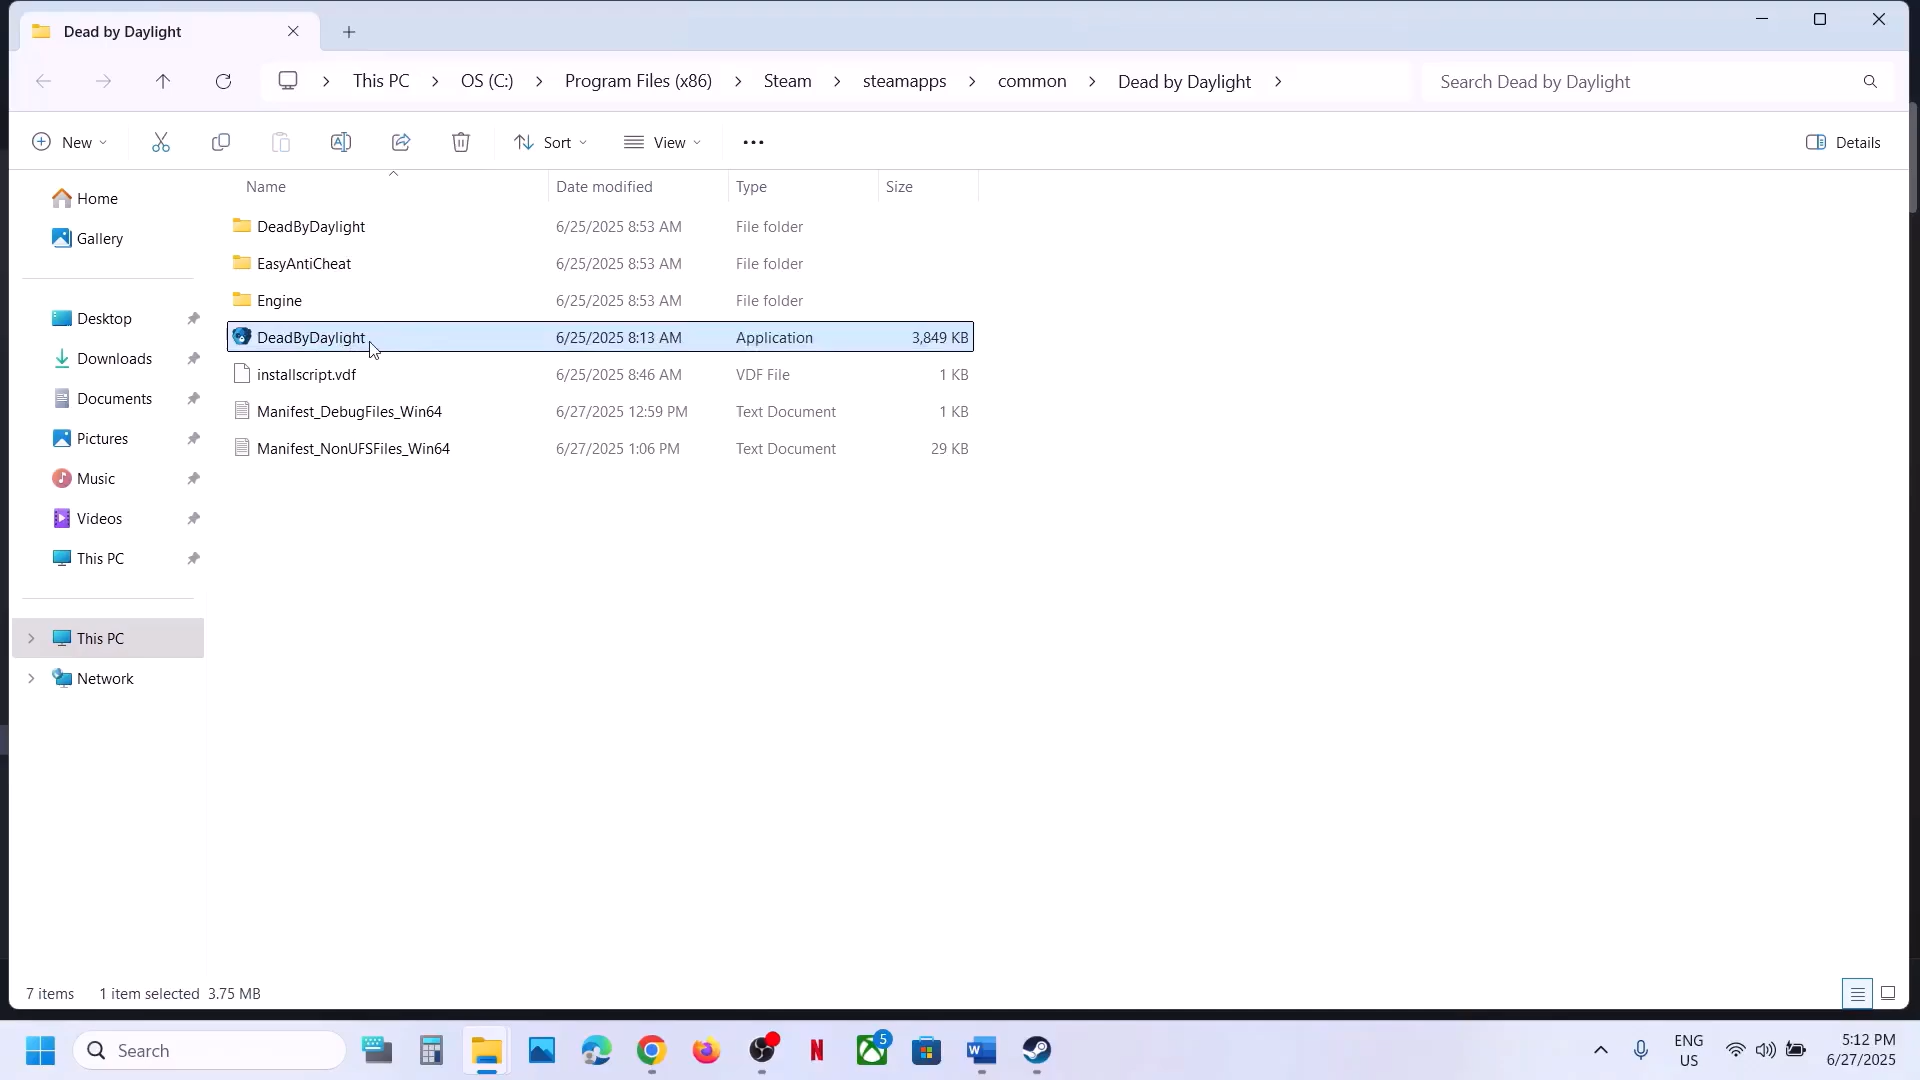 Dead by Daylight
This PC
OS (C:)
Program Files (x86)
Steam
steamapps
common
Dead by Daylight
Search Dead by Daylight
New
Sort
View
Details
Name
Date modified
Type
Size
Home
Gallery
Desktop
Downloads
Documents
Pictures
Music
Videos
This PC
This PC
Network
DeadByDaylight 6/25/2025 8:53 AM File folder
EasyAntiCheat 6/25/2025 8:53 AM File folder
Engine 6/25/2025 8:53 AM File folder
DeadByDaylight 6/25/2025 8:13 AM Application 3,849 KB
installscript.vdf 6/25/2025 8:46 AM VDF File 1 KB
Manifest_DebugFiles_Win64 6/27/2025 12:59 PM Text Document 1 KB
Manifest_NonUFSFiles_Win64 6/27/2025 1:06 PM Text Document 29 KB
7 items 1 item selected 3.75 MB
Search
5
ENG
US
5:12 PM
6/27/2025